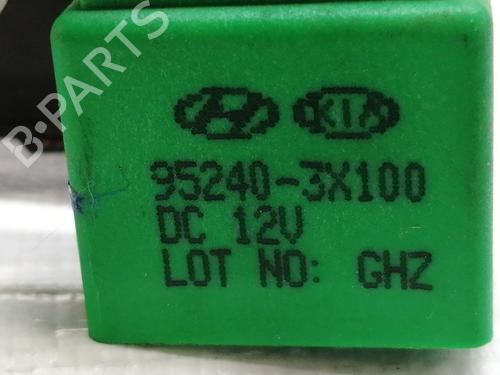 B-PARTS
KIA
95240-3X100
DC 12V
LOT NO: GHZ